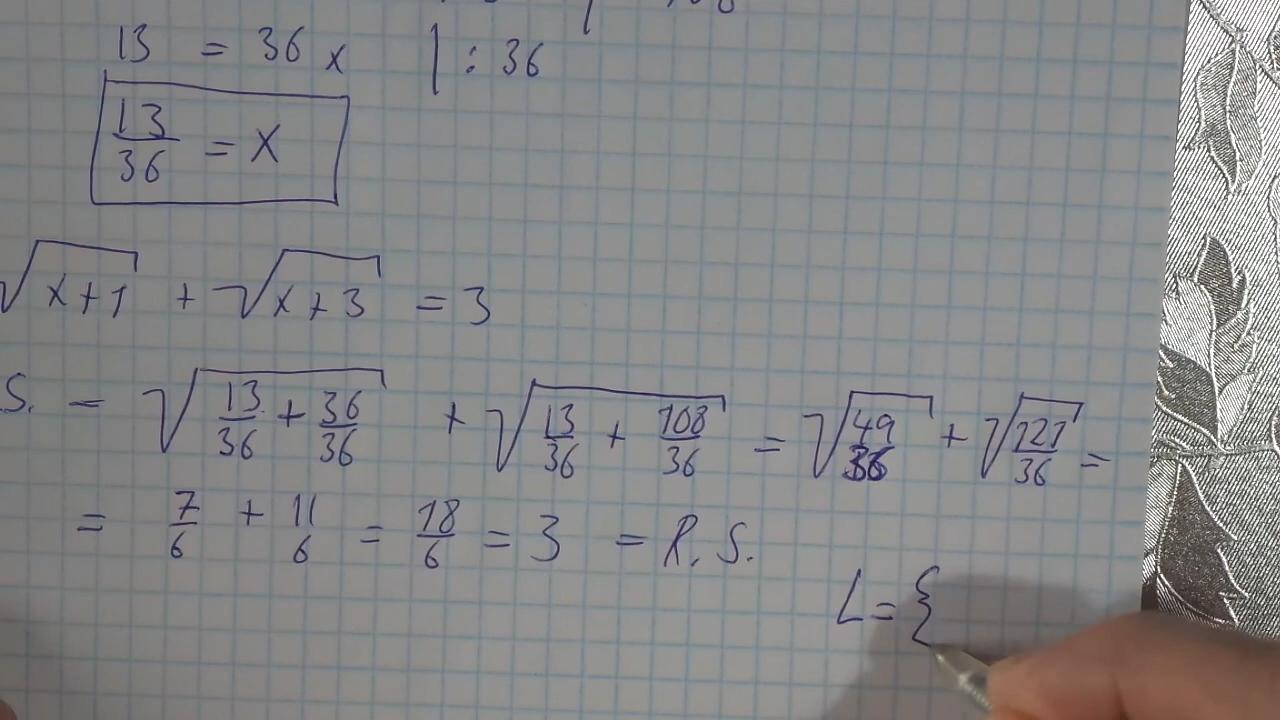 13 = 36 x | : 36
13/36 = x
√(x+1) + √(x+3) = 3
S. = √(13/36 + 36/36) + √(13/36 + 108/36) = √(49/36) + √(121/36) =
= 7/6 + 11/6 = 18/6 = 3 = R.S.
L = {